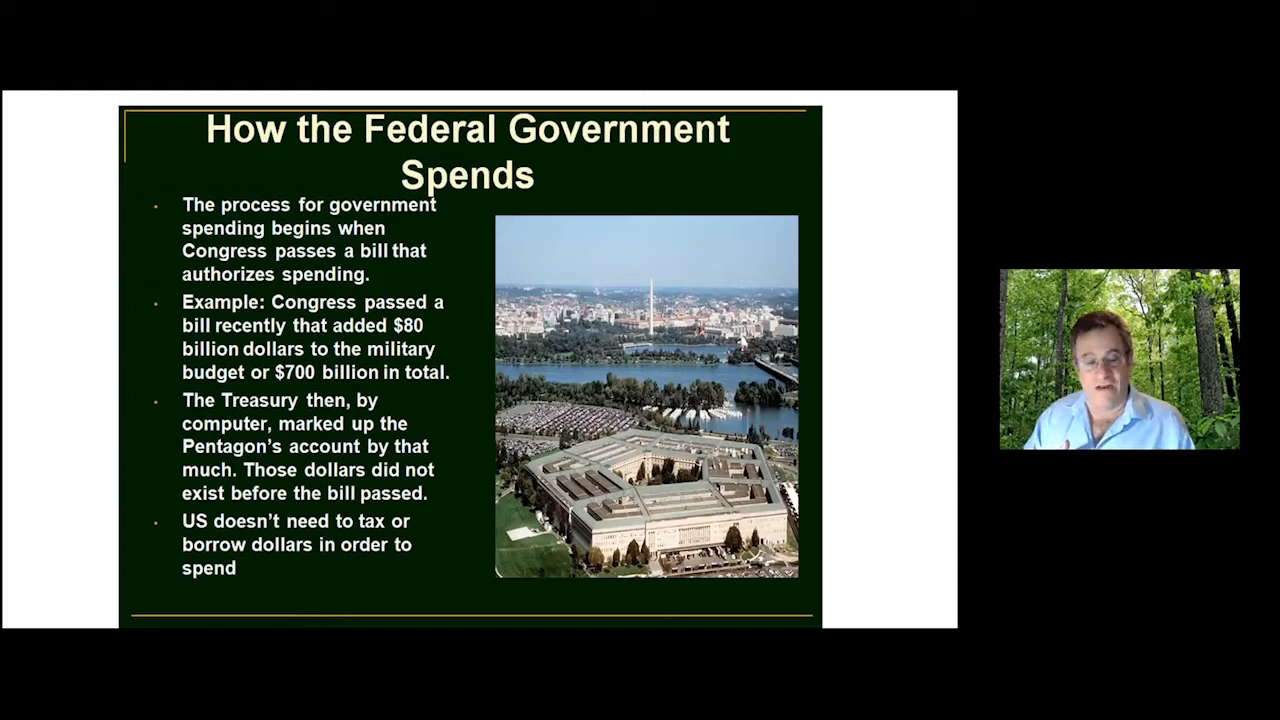 How the Federal Government
Spends
The process for government
spending begins when
Congress passes a bill that
authorizes spending.
Example: Congress passed a
bill recently that added $80
billion dollars to the military
budget or $700 billion in total.
The Treasury then, by
computer, marked up the
Pentagon’s account by that
much. Those dollars did not
exist before the bill passed.
US doesn’t need to tax or
borrow dollars in order to
spend